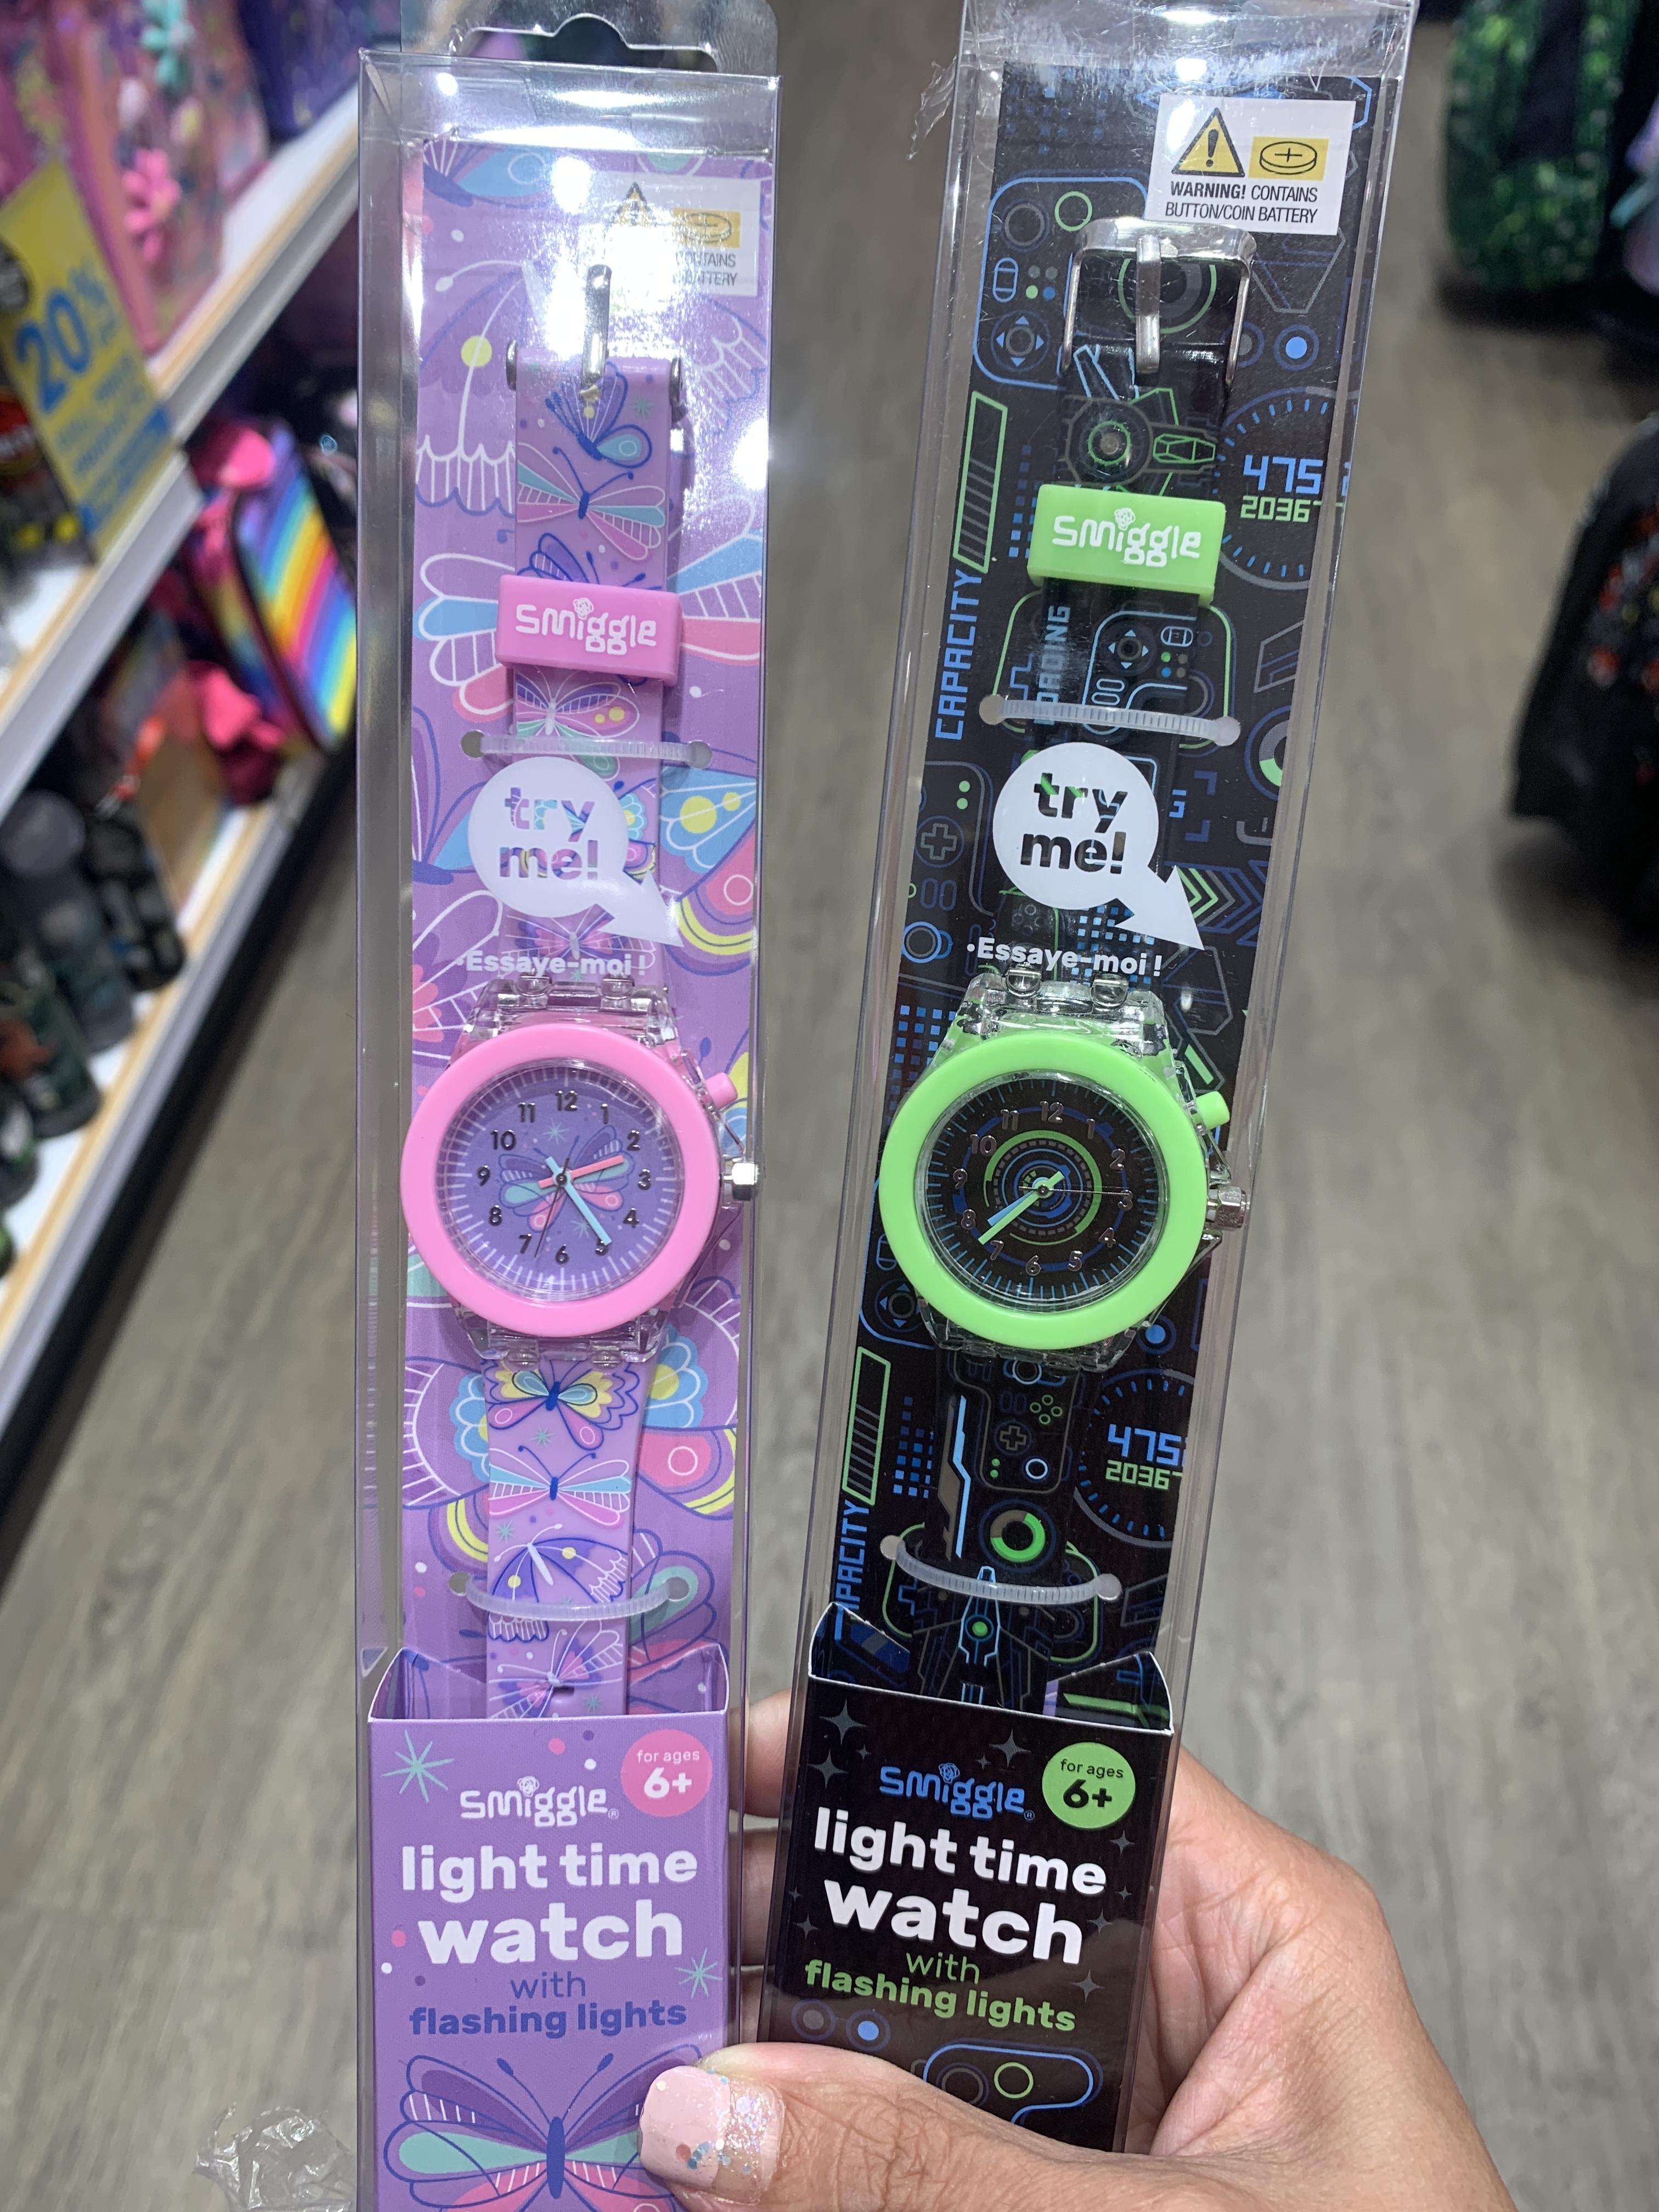 20%
CONTAINS
BATTERY
smiggle
try
me!
Essaye-moi !
12
1
2
3
4
5
6
7
8
9
10
11
for ages
6+
smiggle
light time
watch
with
flashing lights
WARNING! CONTAINS
BUTTON/COIN BATTERY
475
2036
smiggle
CAPACITY
try
me!
Essaye-moi !
12
1
2
3
4
5
6
7
8
9
10
11
475
2036
for ages
6+
smiggle
light time
watch
with
flashing lights